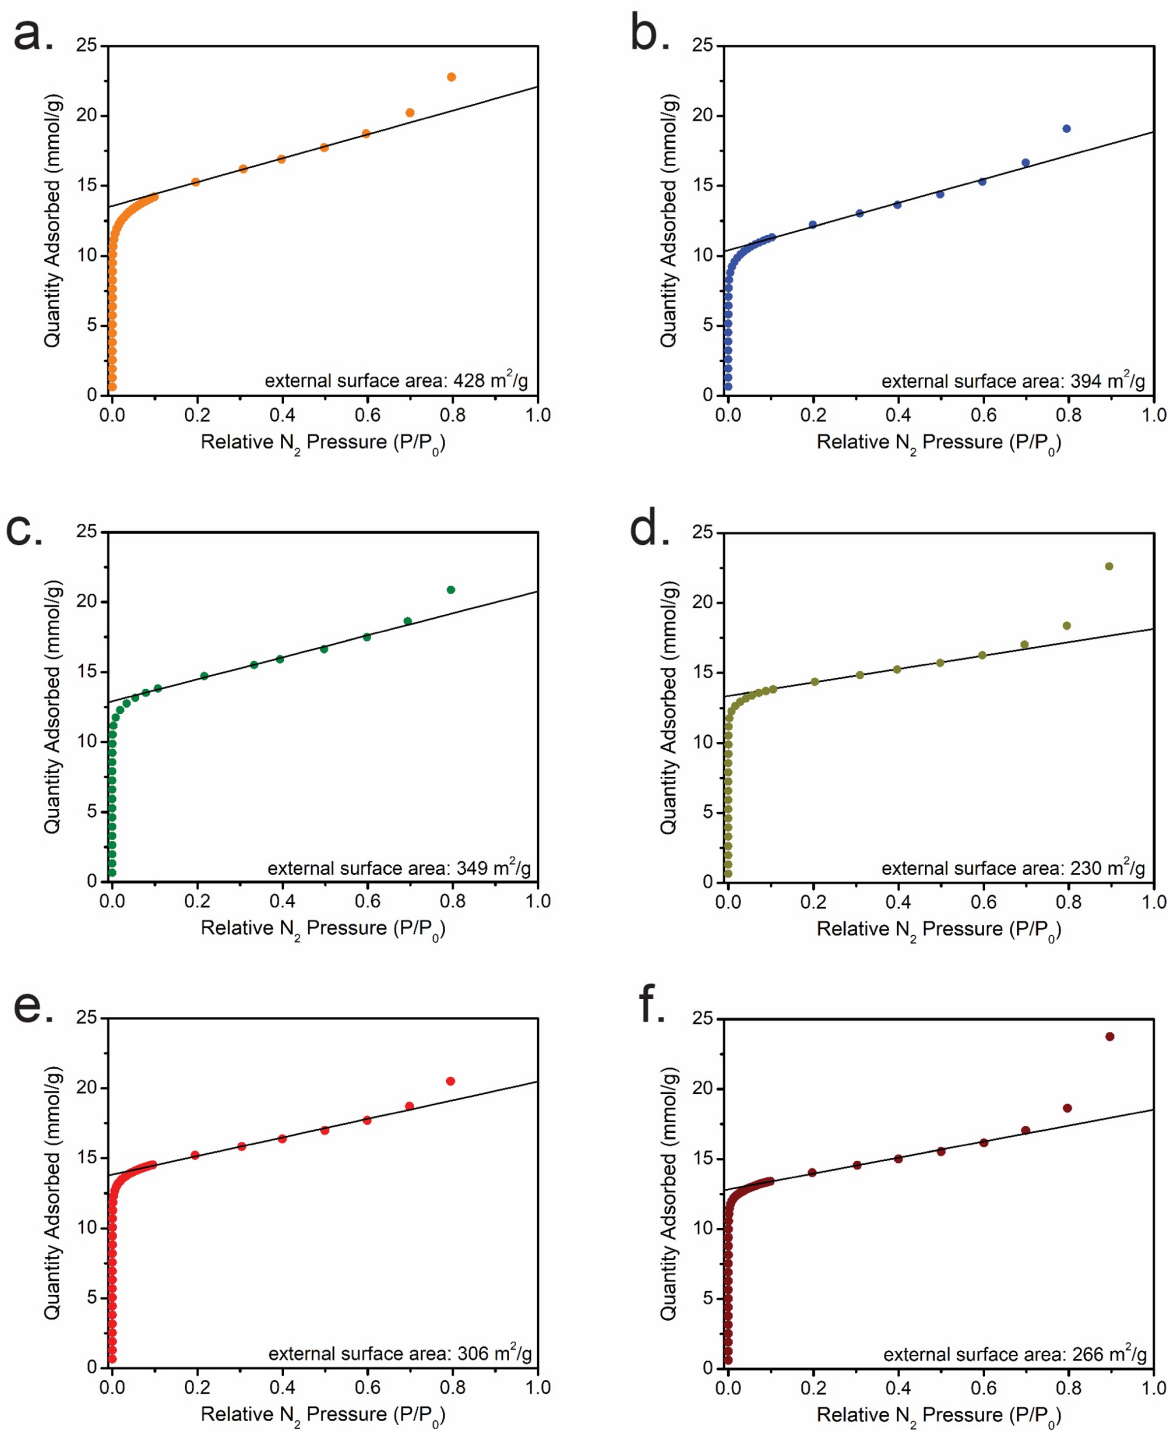 a.
25
20
15
10
5
0
Quantity Adsorbed (mmol/g)
external surface area: 428 m²/g
0.0 0.2 0.4 0.6 0.8 1.0
Relative N₂ Pressure (P/P₀)
b.
25
20
15
10
5
0
Quantity Adsorbed (mmol/g)
external surface area: 394 m²/g
0.0 0.2 0.4 0.6 0.8 1.0
Relative N₂ Pressure (P/P₀)
c.
25
20
15
10
5
0
Quantity Adsorbed (mmol/g)
external surface area: 349 m²/g
0.0 0.2 0.4 0.6 0.8 1.0
Relative N₂ Pressure (P/P₀)
d.
25
20
15
10
5
0
Quantity Adsorbed (mmol/g)
external surface area: 230 m²/g
0.0 0.2 0.4 0.6 0.8 1.0
Relative N₂ Pressure (P/P₀)
e.
25
20
15
10
5
0
Quantity Adsorbed (mmol/g)
external surface area: 306 m²/g
0.0 0.2 0.4 0.6 0.8 1.0
Relative N₂ Pressure (P/P₀)
f.
25
20
15
10
5
0
Quantity Adsorbed (mmol/g)
external surface area: 266 m²/g
0.0 0.2 0.4 0.6 0.8 1.0
Relative N₂ Pressure (P/P₀)